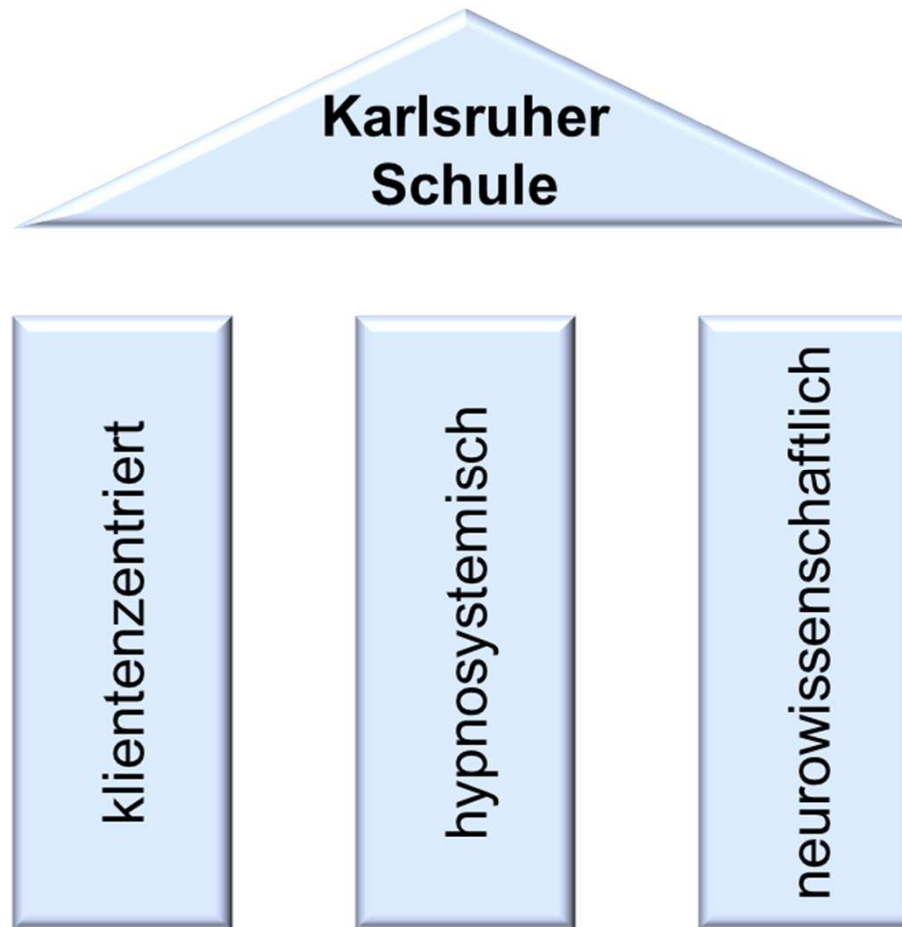 Karlsruher
Schule
klientenzentriert
hypnosystemisch
neurowissenschaftlich